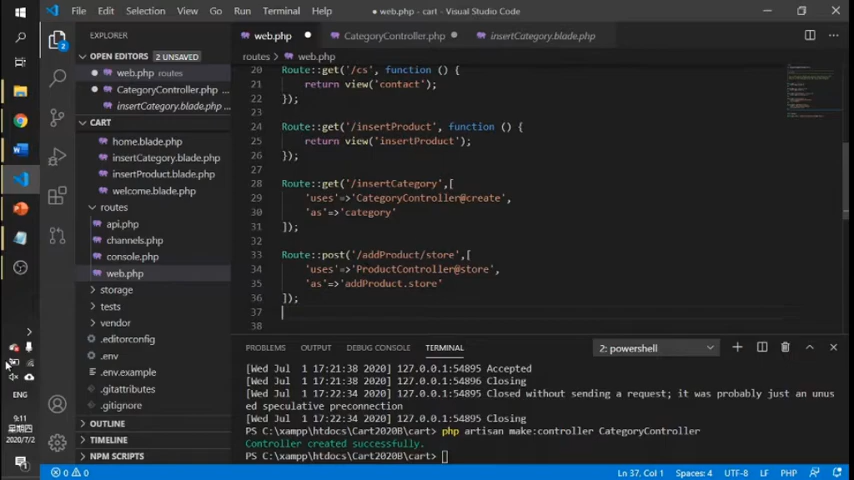 File Edit Selection View Go Run Terminal Help
● web.php - cart - Visual Studio Code
EXPLORER
web.php
CategoryController.php
insertCategory.blade.php
OPEN EDITORS 2 UNSAVED
web.php routes
CategoryController.php ...
insertCategory.blade.php ...
CART
home.blade.php
insertCategory.blade.php
insertProduct.blade.php
welcome.blade.php
routes
api.php
channels.php
console.php
web.php
storage
tests
vendor
.editorconfig
.env
.env.example
.gitattributes
.gitignore
OUTLINE
TIMELINE
NPM SCRIPTS
routes > web.php
20 Route::get('/cs', function () {
21 return view('contact');
22 });
23
24 Route::get('/insertProduct', function () {
25 return view('insertProduct');
26 });
27
28 Route::get('/insertCategory',[
29 'uses'=>'CategoryController@create',
30 'as'=>'category'
31 ]);
32
33 Route::post('/addProduct/store',[
34 'uses'=>'ProductController@store',
35 'as'=>'addProduct.store'
36 ]);
37
38
PROBLEMS OUTPUT DEBUG CONSOLE TERMINAL
2: powershell
[Wed Jul 1 17:21:38 2020] 127.0.0.1:54895 Accepted
[Wed Jul 1 17:21:38 2020] 127.0.0.1:54896 Closing
[Wed Jul 1 17:22:34 2020] 127.0.0.1:54895 Closed without sending a request; it was probably just an unus
ed speculative preconnection
[Wed Jul 1 17:22:34 2020] 127.0.0.1:54895 Closing
PS C:\xampp\htdocs\Cart2020B\cart> php artisan make:controller CategoryController
Controller created successfully.
PS C:\xampp\htdocs\Cart2020B\cart>
0 0
Ln 37, Col 1 Spaces: 4 UTF-8 LF PHP
2
ENG
9:11
星期四
2020/7/2